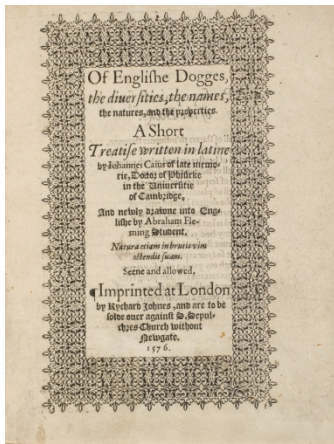 Of Englishe Dogges,
the diuersities, the names,
the natures, and the properties.
A Short
Treatise written in latine
by Iohannes Caius of late memo-
rie, Doctor of Phisicke
in the Uniuersitie
of Cambridge,
And newly drawne into Eng-
lishe by Abraham Fle-
ming Student.
Natura etiam in brutis vim
ostendit suam.
Seene and allowed.
¶Imprinted at London
by Rychard Johnes, and are to be
solde ouer against S. Sepul-
chres Church without
Newgate.
1576.